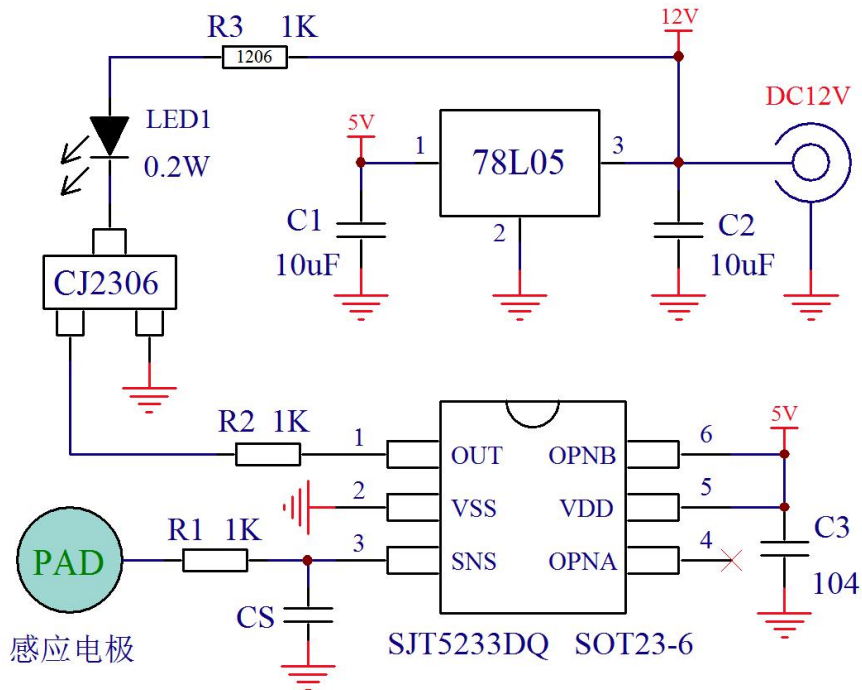 R3 1K
1206
12V
LED1
0.2W
5V
1
78L05
3
DC12V
2
C1
10uF
C2
10uF
CJ2306
R2 1K
1
OUT
OPNB
6
5V
2
VSS
VDD
5
PAD
R1 1K
3
SNS
OPNA
4
C3
104
CS
感应电极
SJT5233DQ SOT23-6